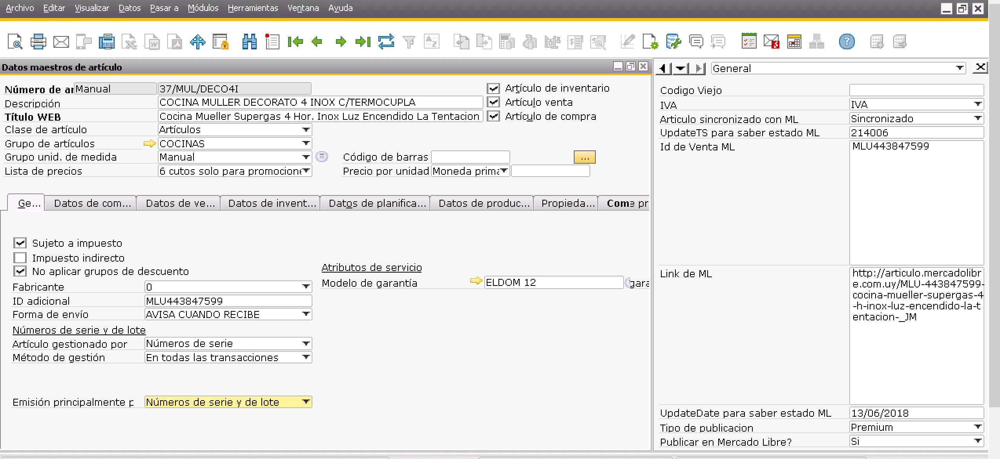 Archivo Editar Visualizar Datos Pasar a Módulos Herramientas Ventana Ayuda
Datos maestros de artículo
Número de ar Manual 37/MUL/DECO4I
Descripción COCINA MULLER DECORATO 4 INOX C/TERMOCUPLA
Título WEB Cocina Mueller Supergas 4 Hor. Inox Luz Encendido La Tentacion
Clase de artículo Artículos
Grupo de artículos COCINAS
Grupo unid. de medida Manual
Lista de precios 6 cutos solo para promocione
Artículo de inventario
Artículo venta
Artículo de compra
Código de barras ...
Precio por unidad Moneda prima
Ge... Datos de com... Datos de ve... Datos de invent... Datos de planifica... Datos de produc... Propieda... Come pr
Sujeto a impuesto
Impuesto indirecto
No aplicar grupos de descuento
Fabricante 0
ID adicional MLU443847599
Forma de envío AVISA CUANDO RECIBE
Números de serie y de lote
Artículo gestionado por Números de serie
Método de gestión En todas las transacciones
Emisión principalmente p Números de serie y de lote
Atributos de servicio
Modelo de garantía ELDOM 12 gara
General
Codigo Viejo
IVA IVA
Articulo sincronizado con ML Sincronizado
UpdateTS para saber estado ML 214006
Id de Venta ML MLU443847599
Link de ML http://articulo.mercadolibr
e.com.uy/MLU-443847599-
cocina-mueller-supergas-4
-h-inox-luz-encendido-la-t
entacion-_JM
UpdateDate para saber estado ML 13/06/2018
Tipo de publicacion Premium
Publicar en Mercado Libre? Si